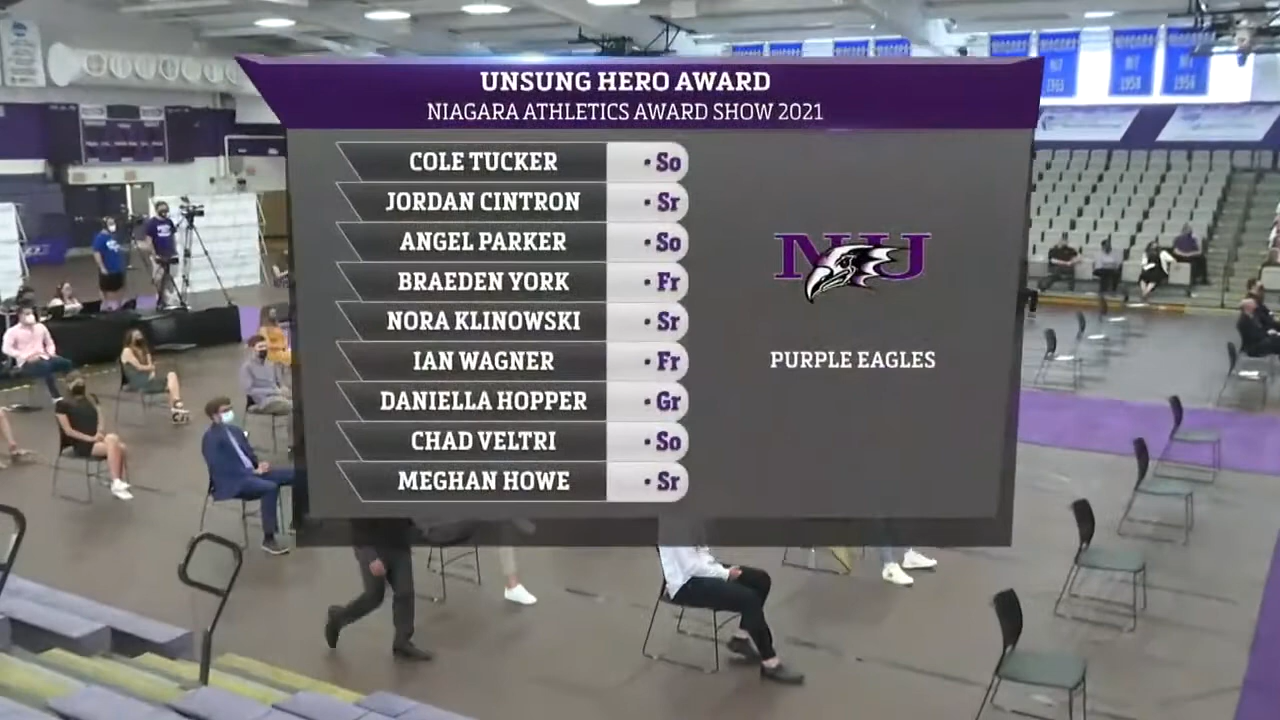 UNSUNG HERO AWARD
NIAGARA ATHLETICS AWARD SHOW 2021
COLE TUCKER • So
JORDAN CINTRON • Sr
ANGEL PARKER • So
BRAEDEN YORK • Fr
NORA KLINOWSKI • Sr
IAN WAGNER • Fr
DANIELLA HOPPER • Gr
CHAD VELTRI • So
MEGHAN HOWE • Sr
NU
PURPLE EAGLES